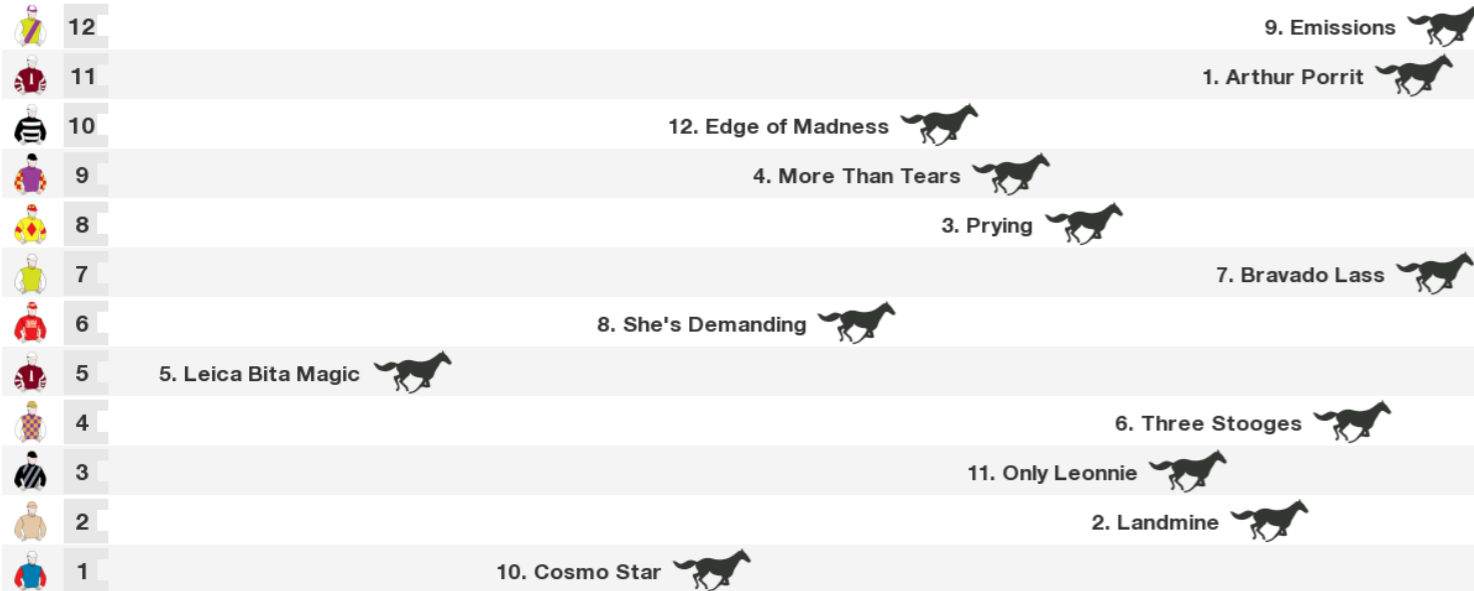 12 9. Emissions
11 1. Arthur Porrit
10 12. Edge of Madness
9 4. More Than Tears
8 3. Prying
7 7. Bravado Lass
6 8. She's Demanding
5 5. Leica Bita Magic
4 6. Three Stooges
3 11. Only Leonnie
2 2. Landmine
1 10. Cosmo Star